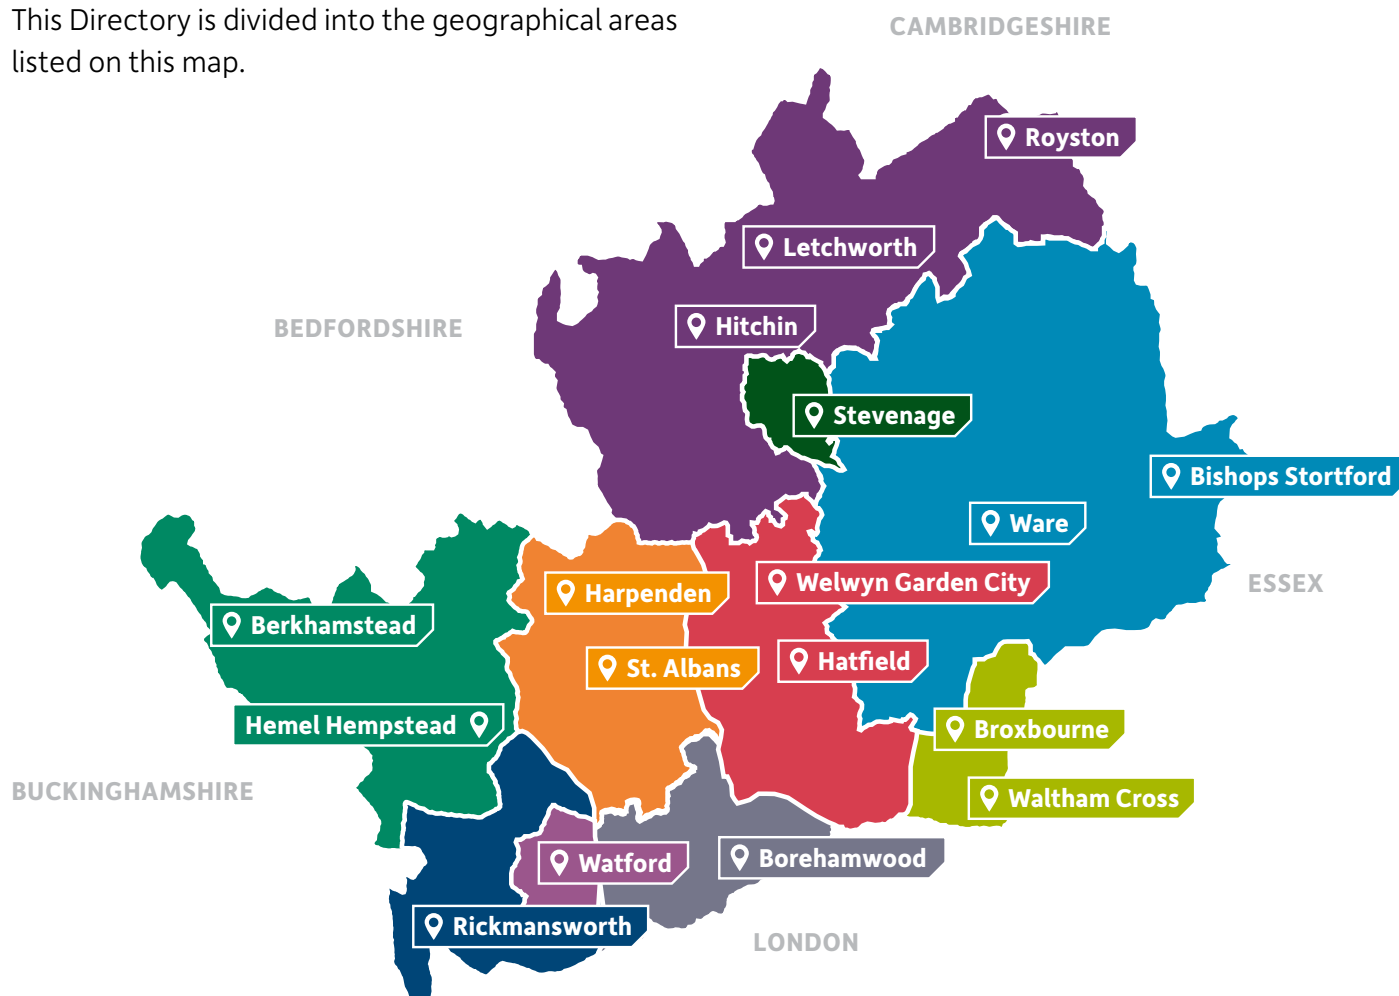 This Directory is divided into the geographical areas
listed on this map.
CAMBRIDGESHIRE
Royston
Letchworth
Hitchin
BEDFORDSHIRE
Stevenage
Bishops Stortford
Ware
Welwyn Garden City
ESSEX
Harpenden
Berkhamstead
Hatfield
St. Albans
Hemel Hempstead
Broxbourne
BUCKINGHAMSHIRE
Waltham Cross
Borehamwood
Watford
Rickmansworth
LONDON